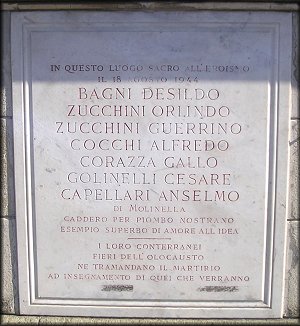 IN QUESTO LUOGO SACRO ALL'EROISMO
IL 18 AGOSTO 1944
BAGNI DESILDO
ZUCCHINI ORLINDO
ZUCCHINI GUERRINO
COCCHI ALFREDO
CORAZZA GALLO
GOLINELLI CESARE
CAPELLARI ANSELMO
DI MOLINELLA
CADDERO PER PIOMBO NOSTRANO
ESEMPIO SUPERBO DI AMORE ALL'IDEA
I LORO CONTERRANEI
FIERI DELL'OLOCAUSTO
NE TRAMANDANO IL MARTIRIO
AD INSEGNAMENTO DI QUEI CHE VERRANNO